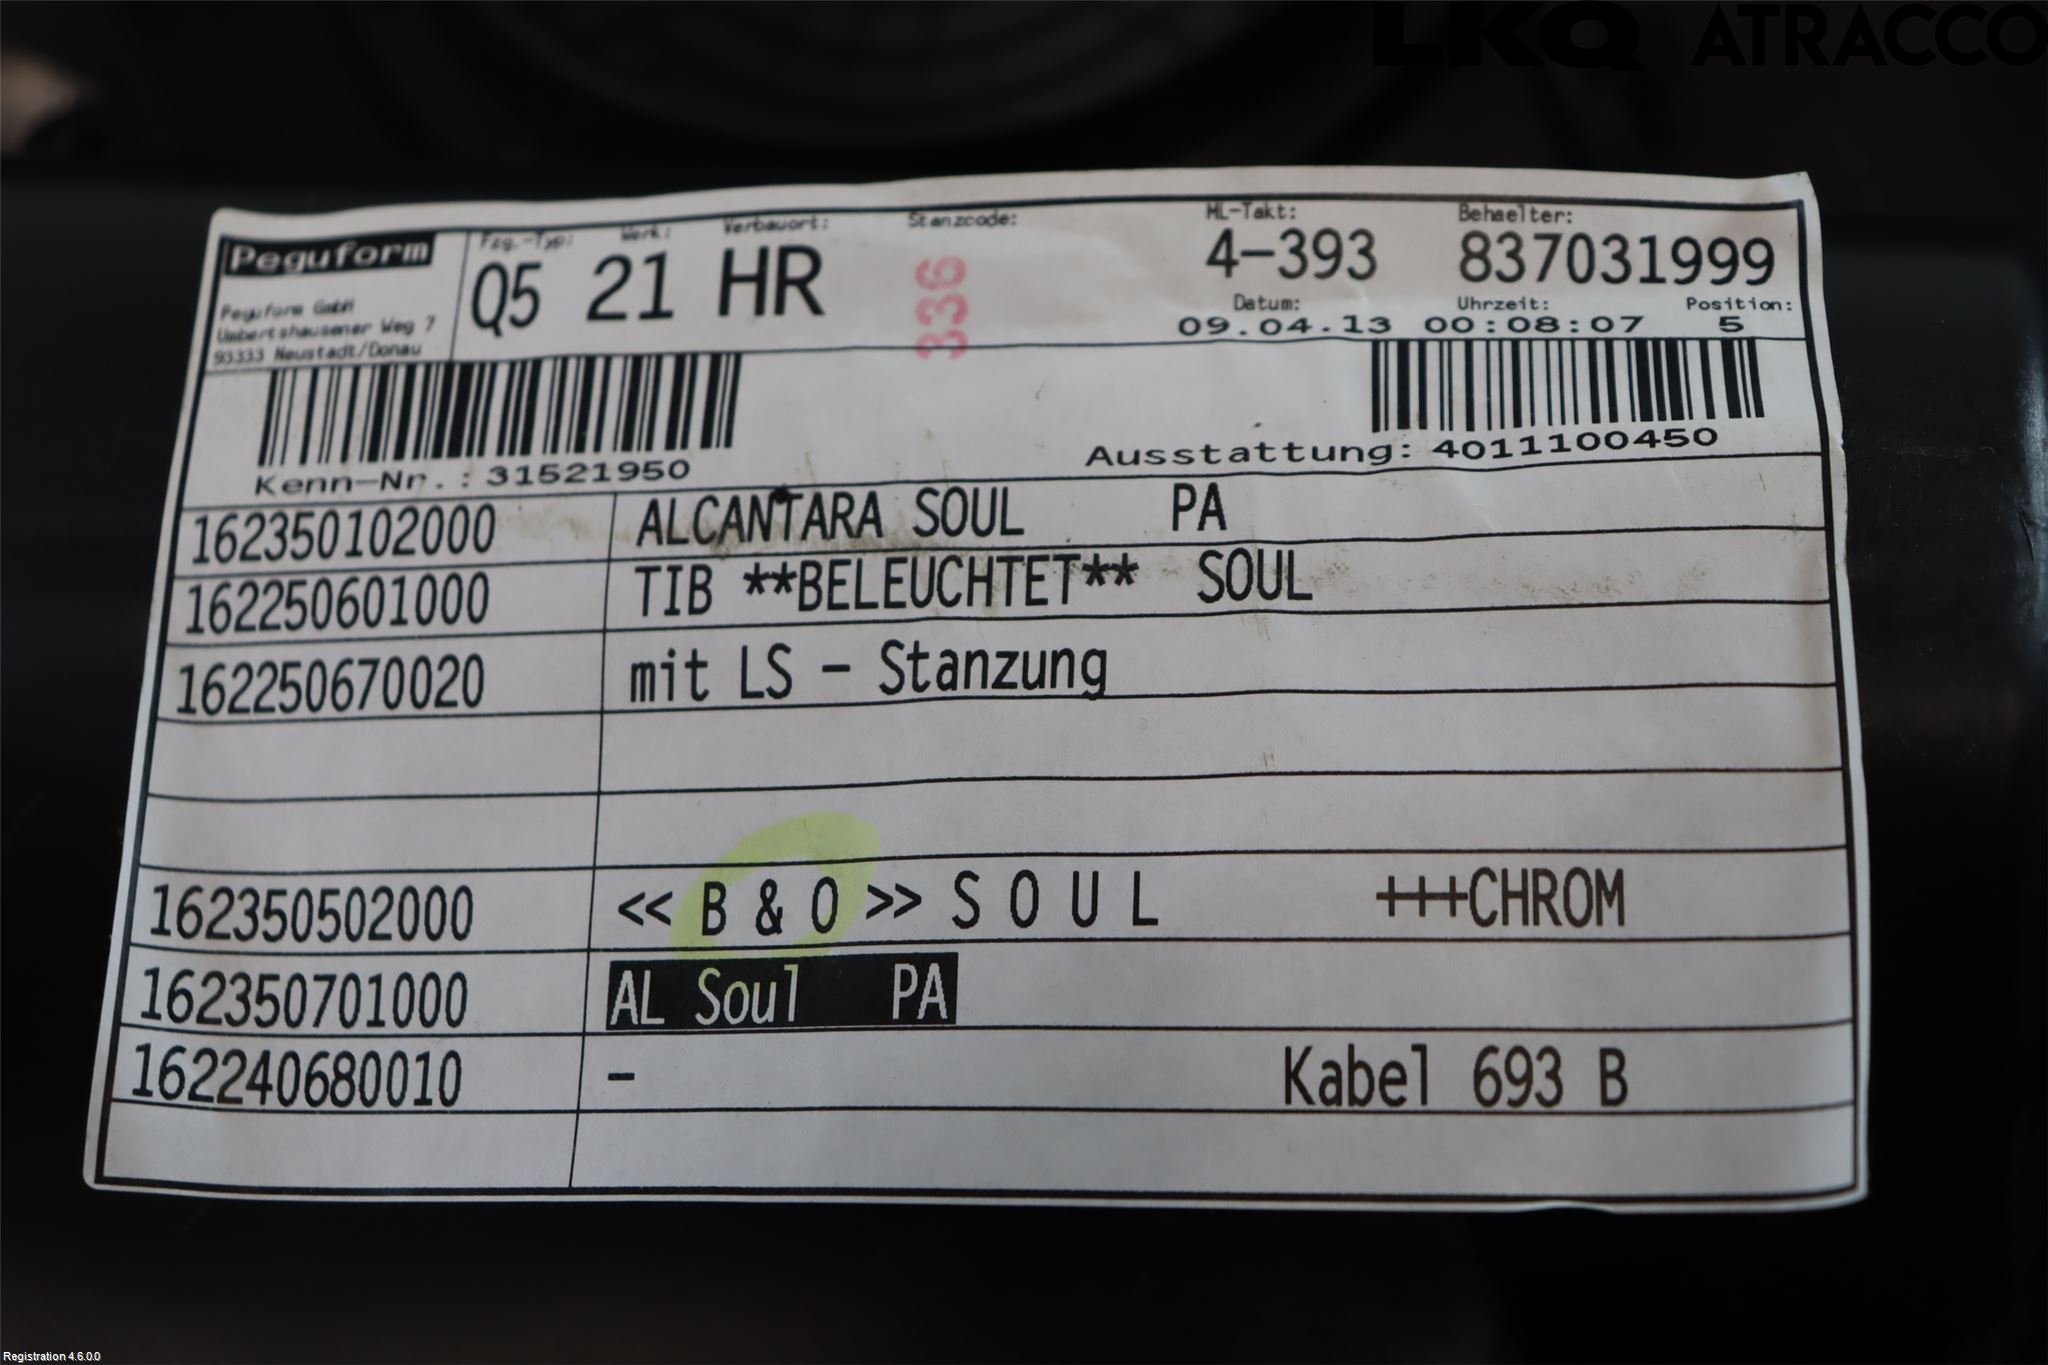 LKQ ATRACCO
Peguform
Peguform GmbH
Umbertshausener Weg 7
93333 Neustadt/Donau
Fzg.-Typ: Werk: Verbauort: Stanzcode: ML-Takt: Behaelter:
Q5 21 HR 336 4-393 837031999
Datum: Uhrzeit: Position:
09.04.13 00:08:07 5
Kenn-Nr.: 31521950
Ausstattung: 4011100450
162350102000 ALCANTARA SOUL PA
162250601000 TIB **BELEUCHTET** SOUL
162250670020 mit LS - Stanzung
162350502000 << B & O >> S O U L +++CHROM
162350701000 AL Soul PA
162240680010 - Kabel 693 B
Registration 4.6.0.0